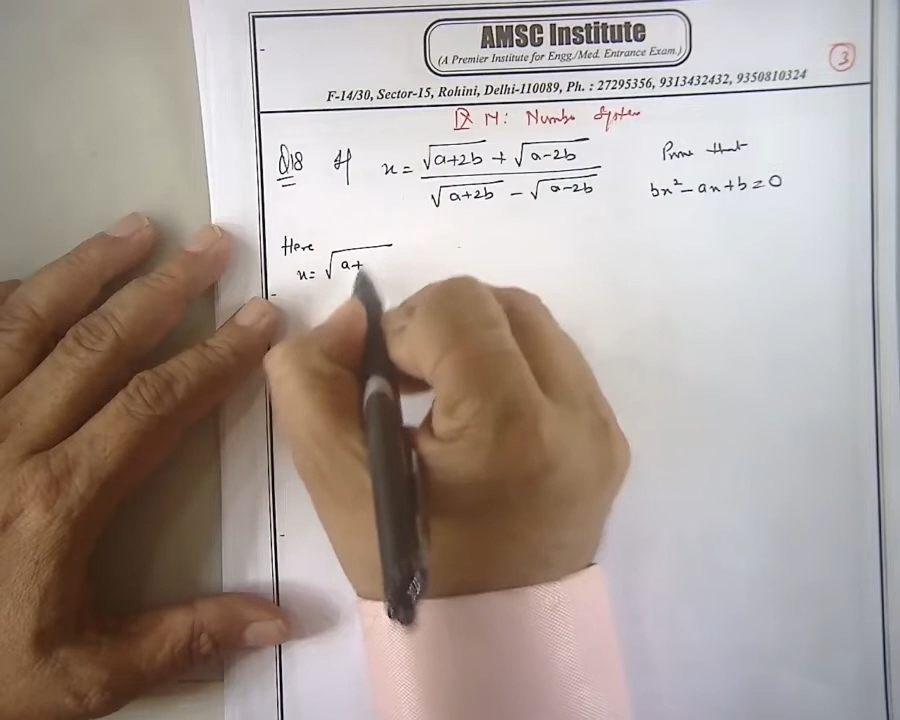 AMSC Institute
(A Premier Institute for Engg./Med. Entrance Exam.)
3
F-14/30, Sector-15, Rohini, Delhi-110089, Ph. : 27295356, 9313432432, 9350810324
IX M: Number System
Q18 If x = (√(a+2b) + √(a-2b)) / (√(a+2b) - √(a-2b)) Prove that
bx² - ax + b = 0
Here
x = √a+